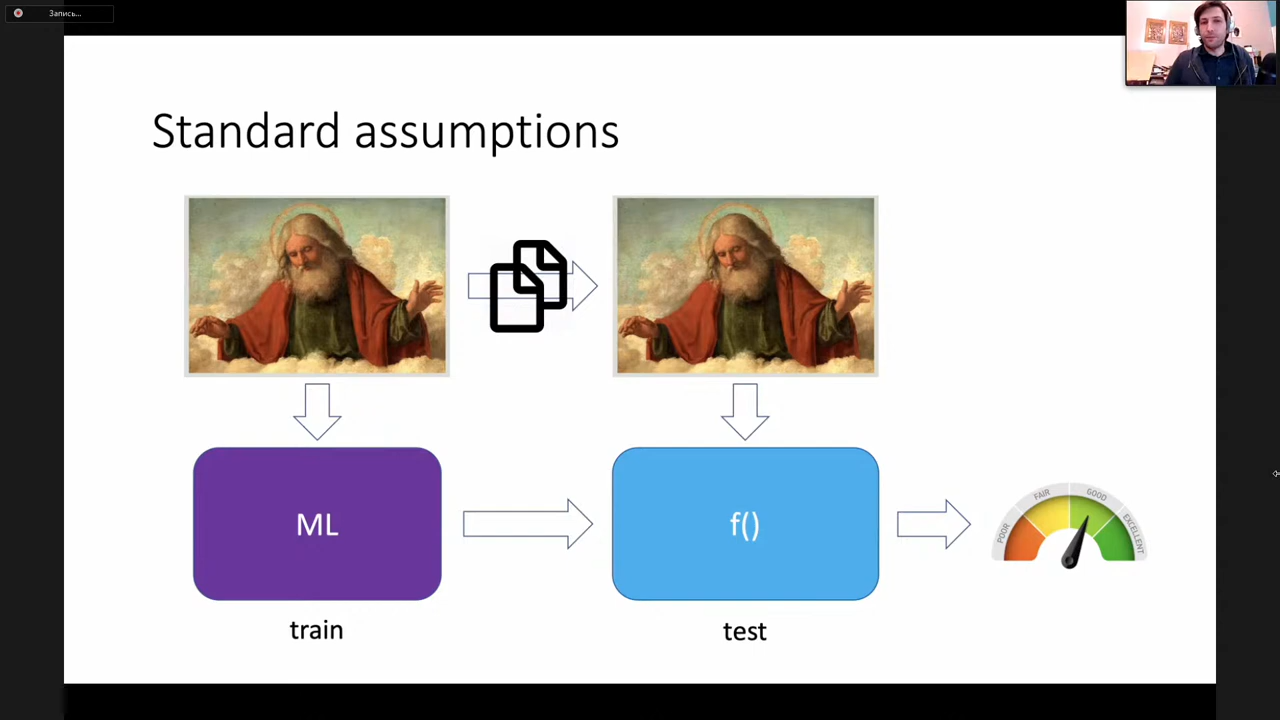 Запись...
Standard assumptions
ML
f()
POOR
FAIR
GOOD
EXCELLENT
train
test